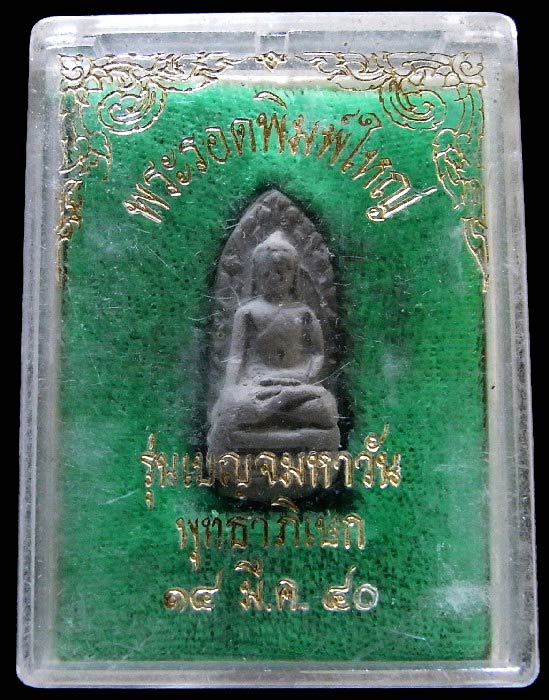 พระรอดพิมพ์ใหญ่
รุ่นเบญจมหาวัน
พุทธาภิเษก
๑๔ มี.ค. ๔๐